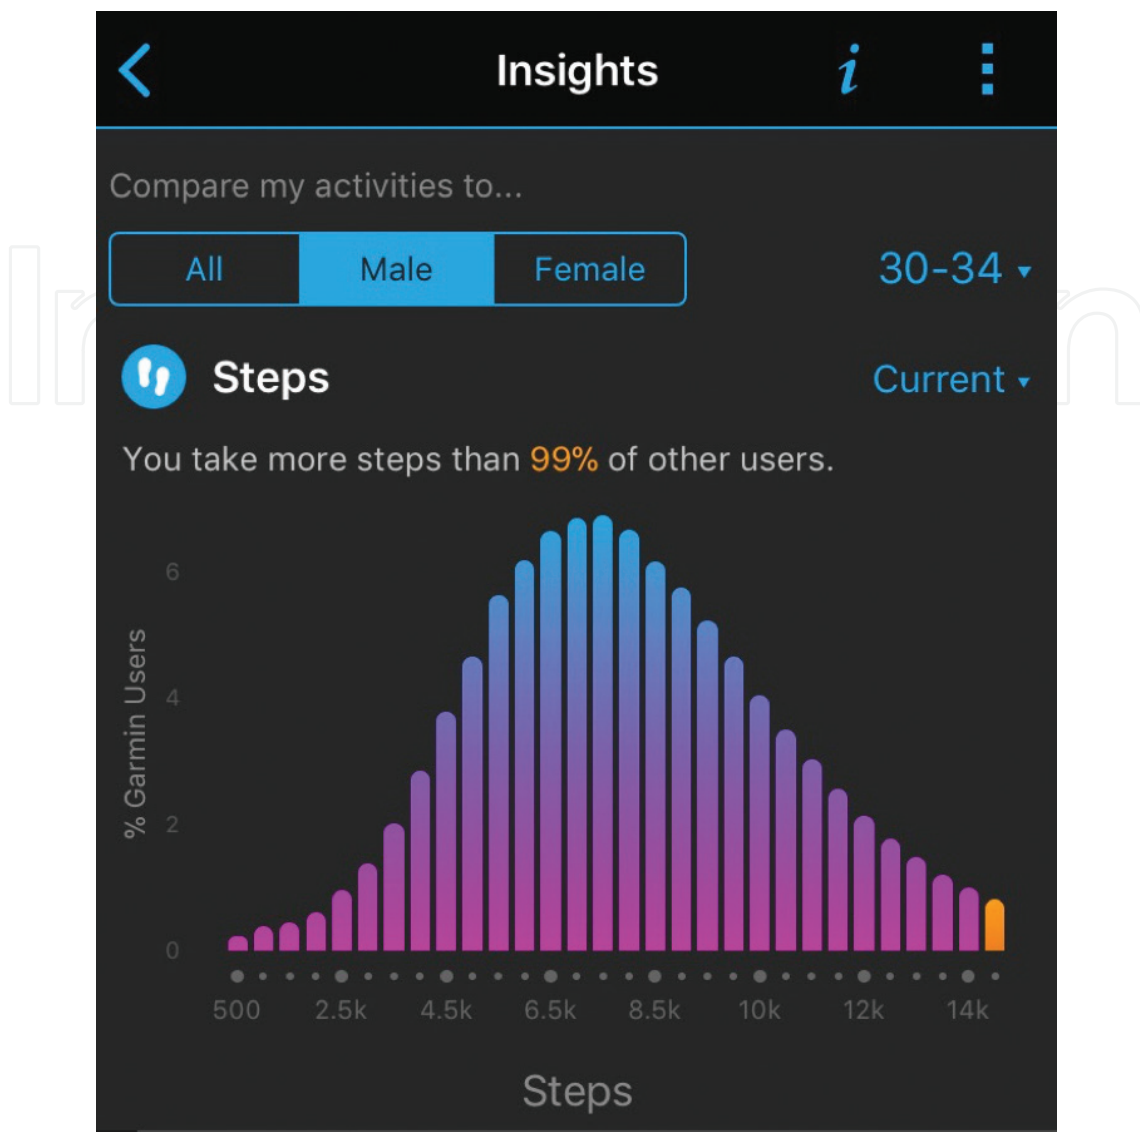 Insights
Compare my activities to...
All Male Female 30-34
Steps Current
You take more steps than 99% of other users.
6
4
2
0
% Garmin Users
500 2.5k 4.5k 6.5k 8.5k 10k 12k 14k
Steps